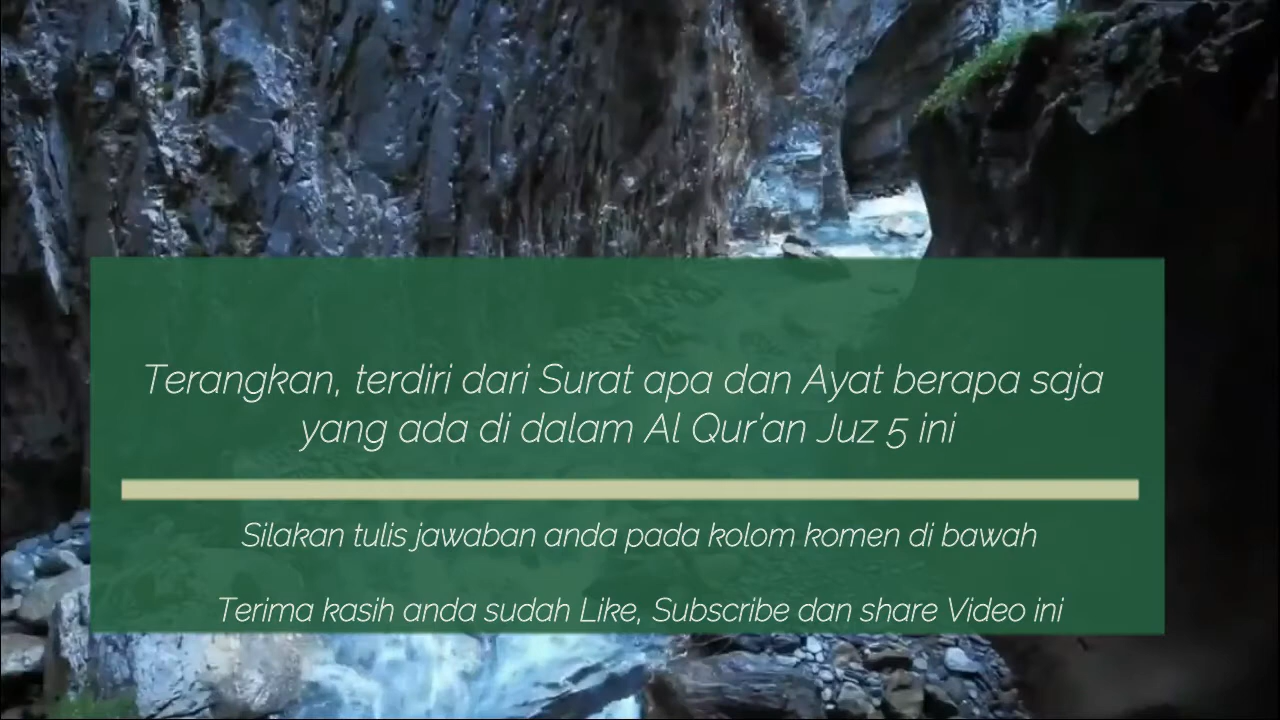 Terangkan, terdiri dari Surat apa dan Ayat berapa saja
yang ada di dalam Al Qur'an Juz 5 ini
Silakan tulis jawaban anda pada kolom komen di bawah
Terima kasih anda sudah Like, Subscribe dan share Video ini